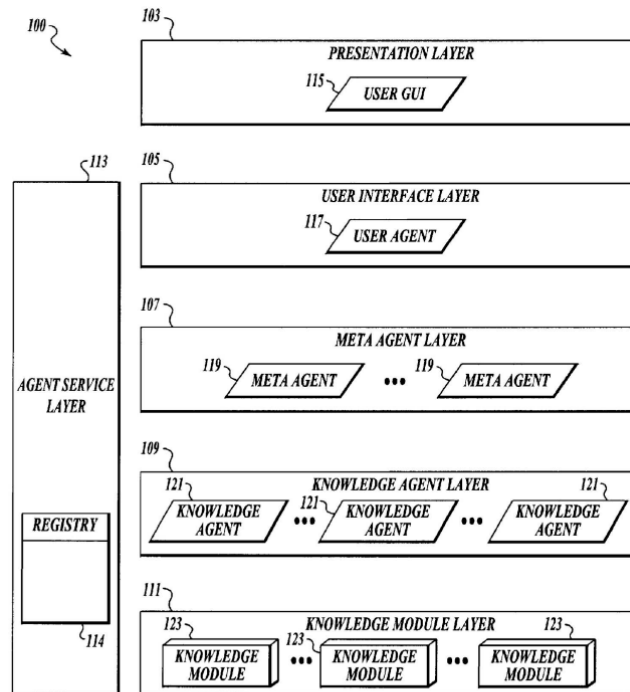 100
103
PRESENTATION LAYER
115
USER GUI
113
105
USER INTERFACE LAYER
117
USER AGENT
107
META AGENT LAYER
119
META AGENT
•••
119
META AGENT
AGENT SERVICE
LAYER
109
KNOWLEDGE AGENT LAYER
121
121
121
KNOWLEDGE
AGENT
•••
KNOWLEDGE
AGENT
•••
KNOWLEDGE
AGENT
REGISTRY
114
111
KNOWLEDGE MODULE LAYER
123
123
123
KNOWLEDGE
MODULE
•••
KNOWLEDGE
MODULE
•••
KNOWLEDGE
MODULE